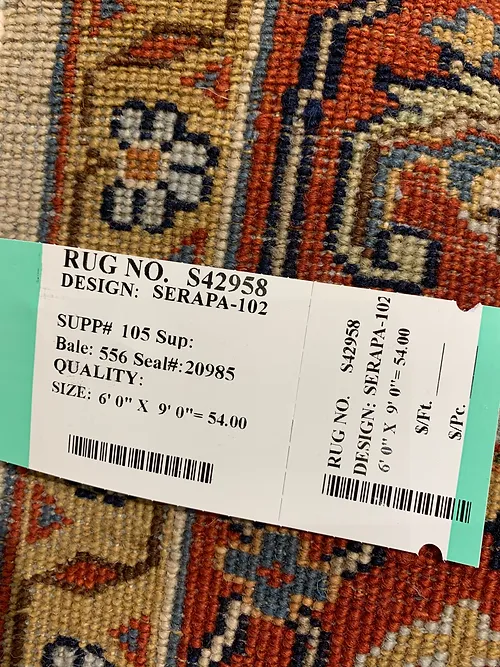 RUG NO. S42958
DESIGN: SERAPA-102
SUPP# 105 Sup:
Bale: 556 Seal#: 20985
QUALITY:
SIZE: 6' 0" X 9' 0"= 54.00
RUG NO. S42958
DESIGN: SERAPA-102
6' 0" X 9' 0"= 54.00
$/Ft.
$/Pc.